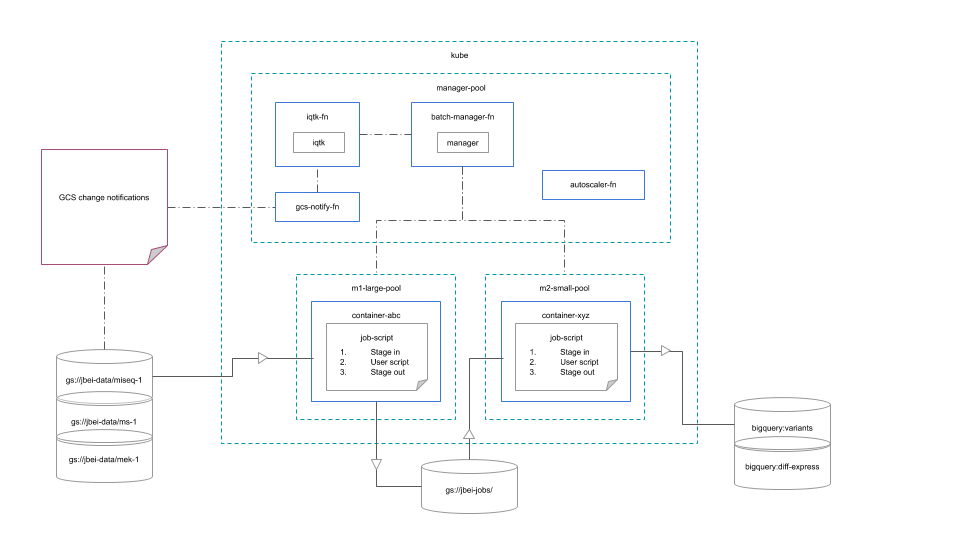 kube
manager-pool
iqtk-fn
iqtk
batch-manager-fn
manager
autoscaler-fn
GCS change notifications
gcs-notify-fn
m1-large-pool
container-abc
job-script
1. Stage in
2. User script
3. Stage out
m2-small-pool
container-xyz
job-script
1. Stage in
2. User script
3. Stage out
gs://jbei-data/miseq-1
gs://jbei-data/ms-1
gs://jbei-data/mek-1
gs://jbei-jobs/
bigquery:variants
bigquery:diff-express